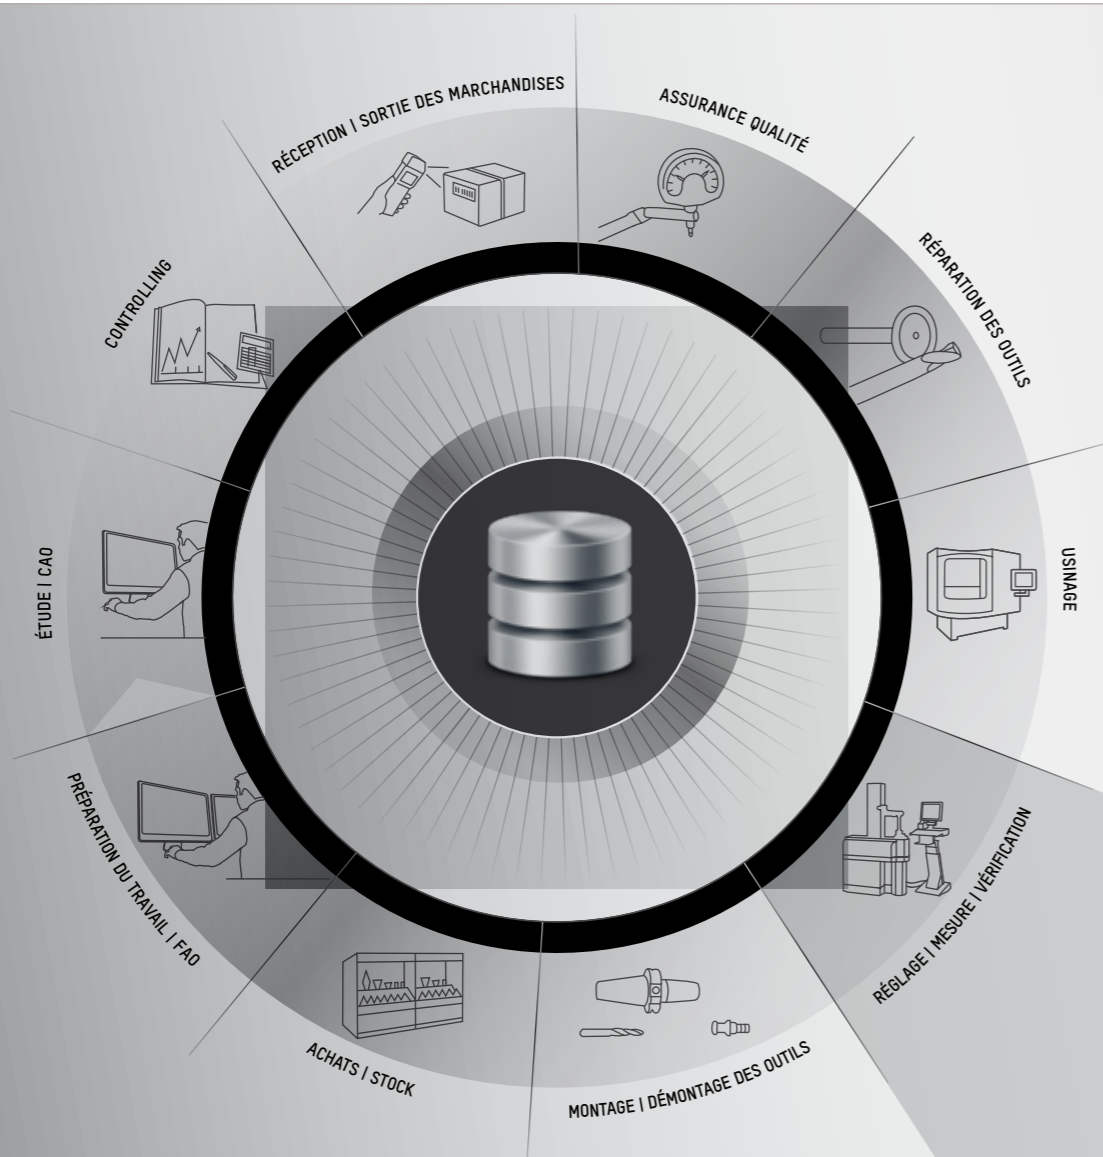 RÉCEPTION | SORTIE DES MARCHANDISES
ASSURANCE QUALITÉ
RÉPARATION DES OUTILS
USINAGE
RÉGLAGE | MESURE | VÉRIFICATION
MONTAGE | DÉMONTAGE DES OUTILS
ACHATS | STOCK
PRÉPARATION DU TRAVAIL | FAO
ÉTUDE | CAO
CONTROLLING